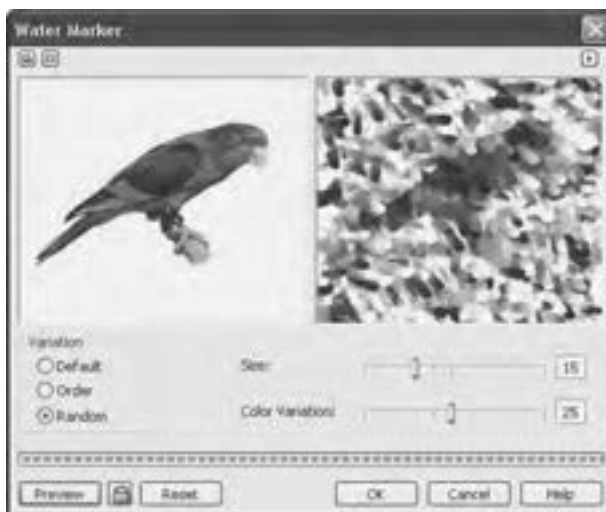 Water Marker
Variation
Default
Order
Random
Size: 15
Color Variation: 25
Preview Reset OK Cancel Help